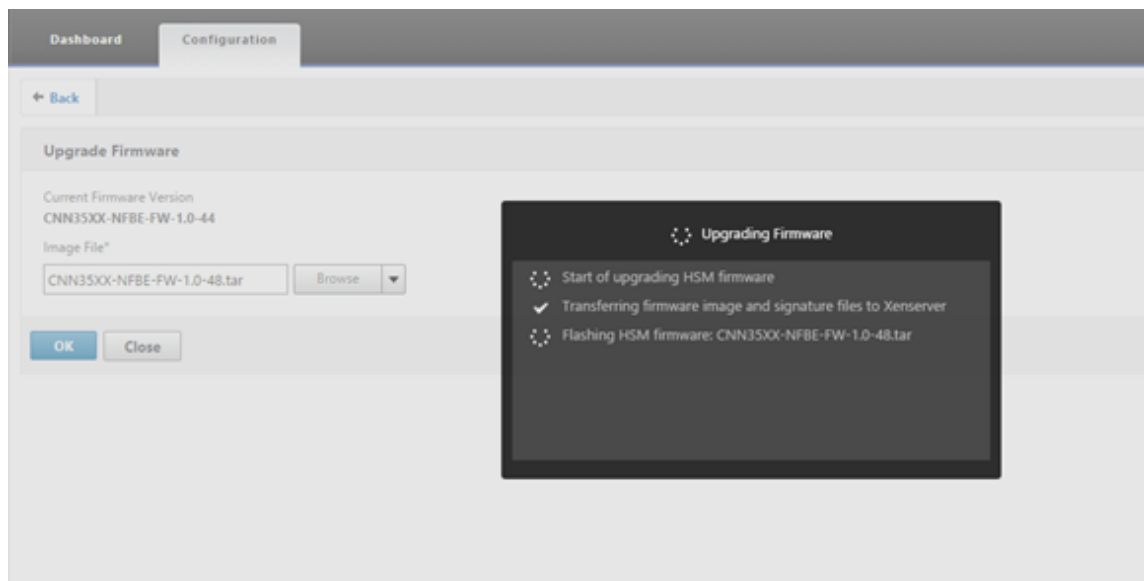 Dashboard
Configuration
Back
Upgrade Firmware
Current Firmware Version
CNN35XX-NFBE-FW-1.0-44
Image File*
CNN35XX-NFBE-FW-1.0-48.tar
Browse
OK
Close
Upgrading Firmware
Start of upgrading HSM firmware
Transferring firmware image and signature files to Xenserver
Flashing HSM firmware: CNN35XX-NFBE-FW-1.0-48.tar